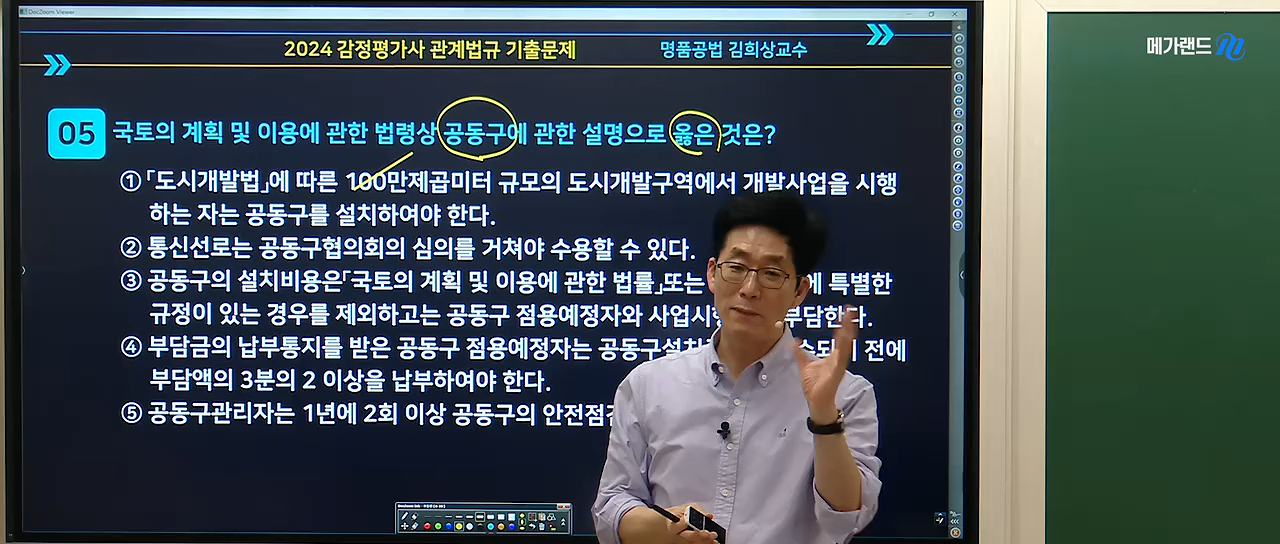 DocZoom Viewer
2024 감정평가사 관계법규 기출문제
명품공법 김희상교수
메가랜드
05 국토의 계획 및 이용에 관한 법령상 공동구에 관한 설명으로 옳은 것은?
① 「도시개발법」에 따른 100만제곱미터 규모의 도시개발구역에서 개발사업을 시행
하는 자는 공동구를 설치하여야 한다.
② 통신선로는 공동구협의회의 심의를 거쳐야 수용할 수 있다.
③ 공동구의 설치비용은 「국토의 계획 및 이용에 관한 법률」 또는 에 특별한
규정이 있는 경우를 제외하고는 공동구 점용예정자와 사업시행 부담한다.
④ 부담금의 납부통지를 받은 공동구 점용예정자는 공동구설치 전에
부담액의 3분의 2 이상을 납부하여야 한다.
⑤ 공동구관리자는 1년에 2회 이상 공동구의 안전점